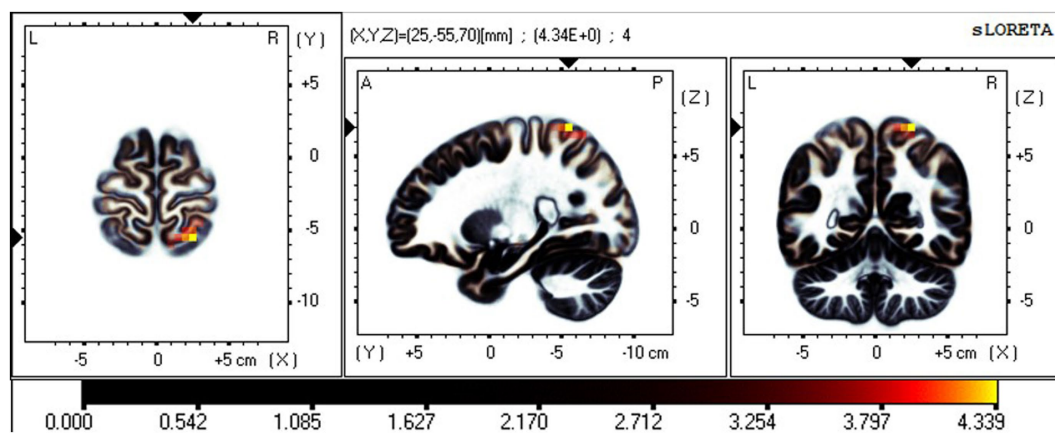 L R (Y) (X,Y,Z)=(25,-55,70)[mm] ; (4.34E+0) ; 4 sLORETA
+5
0
-5
-10
-5 0 +5 cm (X)
A P (Z)
+5
0
-5
(Y) +5 0 -5 -10 cm
L R (Z)
+5
0
-5
-5 0 +5 cm (X)
0.000 0.542 1.085 1.627 2.170 2.712 3.254 3.797 4.339